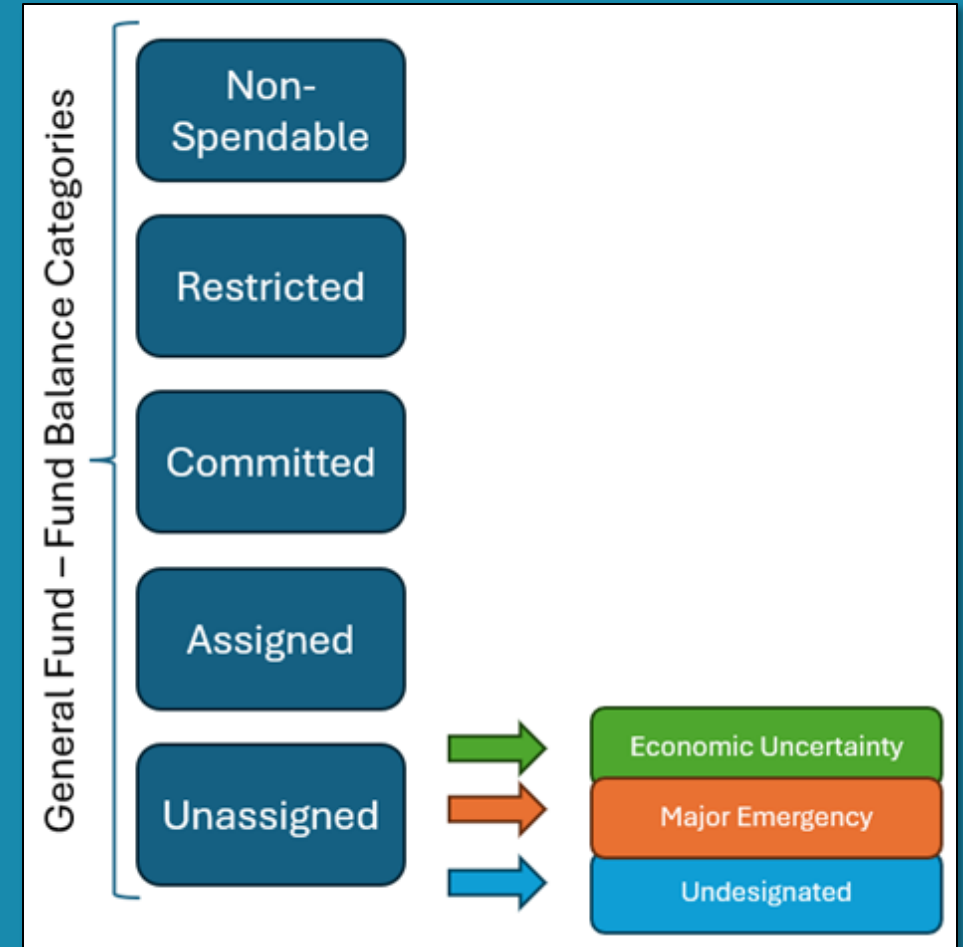 General Fund – Fund Balance Categories
Non-
Spendable
Restricted
Committed
Assigned
Unassigned
Economic Uncertainty
Major Emergency
Undesignated